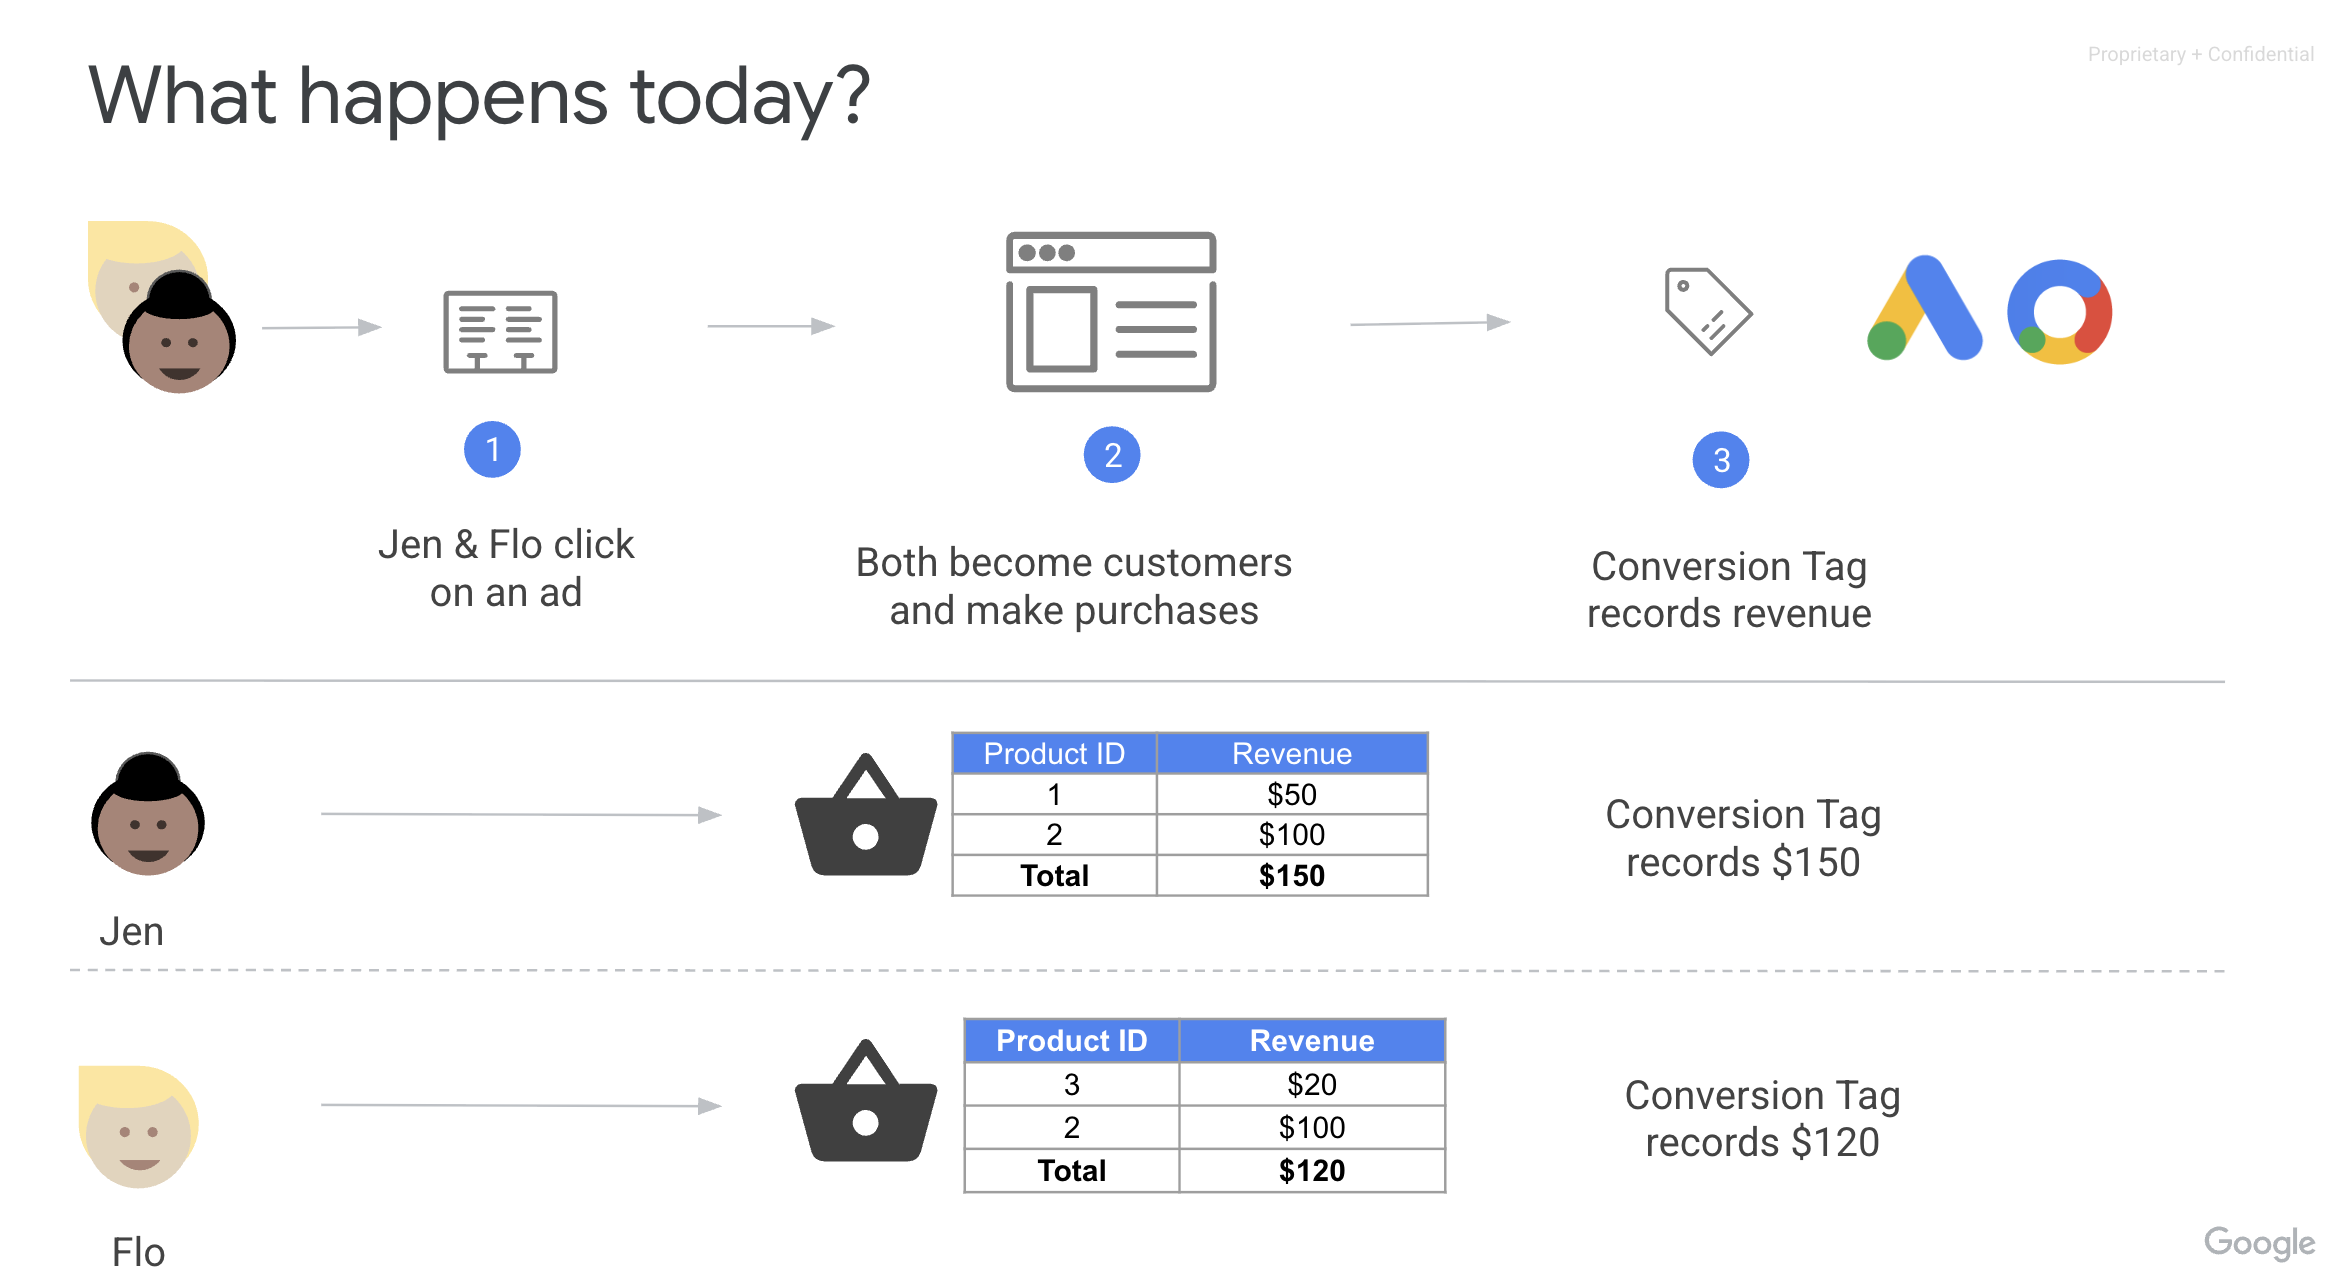 Proprietary + Confidential
What happens today?
1
2
3
Jen & Flo click
on an ad
Both become customers
and make purchases
Conversion Tag
records revenue
Product ID Revenue
1 $50
2 $100
Total $150
Conversion Tag
records $150
Jen
Product ID Revenue
3 $20
2 $100
Total $120
Conversion Tag
records $120
Flo
Google